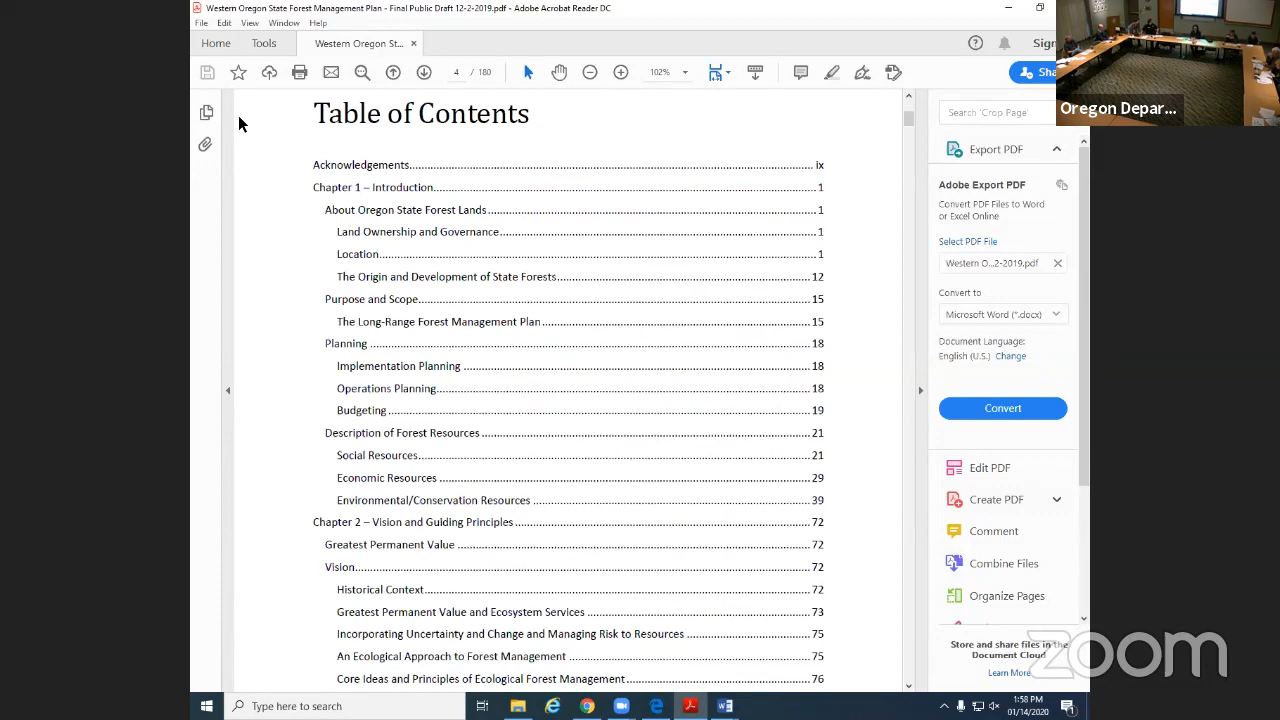 Western Oregon State Forest Management Plan - Final Public Draft 12-2-2019.pdf - Adobe Acrobat Reader DC
File Edit View Window Help
Home Tools Western Oregon St... × Sign
4 / 180 102% Sha
Table of Contents
Acknowledgements ix
Chapter 1 – Introduction 1
About Oregon State Forest Lands 1
Land Ownership and Governance 1
Location 1
The Origin and Development of State Forests 12
Purpose and Scope 15
The Long-Range Forest Management Plan 15
Planning 18
Implementation Planning 18
Operations Planning 18
Budgeting 19
Description of Forest Resources 21
Social Resources 21
Economic Resources 29
Environmental/Conservation Resources 39
Chapter 2 – Vision and Guiding Principles 72
Greatest Permanent Value 72
Vision 72
Historical Context 72
Greatest Permanent Value and Ecosystem Services 73
Incorporating Uncertainty and Change and Managing Risk to Resources 75
An Ecological Approach to Forest Management 75
Core Ideas and Principles of Ecological Forest Management 76
Oregon Depar...
Search 'Crop Page'
Export PDF
Adobe Export PDF
Convert PDF Files to Word
or Excel Online
Select PDF File
Western O...2-2019.pdf
Convert to
Microsoft Word (*.docx)
Document Language:
English (U.S.) Change
Convert
Edit PDF
Create PDF
Comment
Combine Files
Organize Pages
Store and share files in the
Document Cloud
Learn More
zoom
Type here to search
1:58 PM
01/14/2020
1